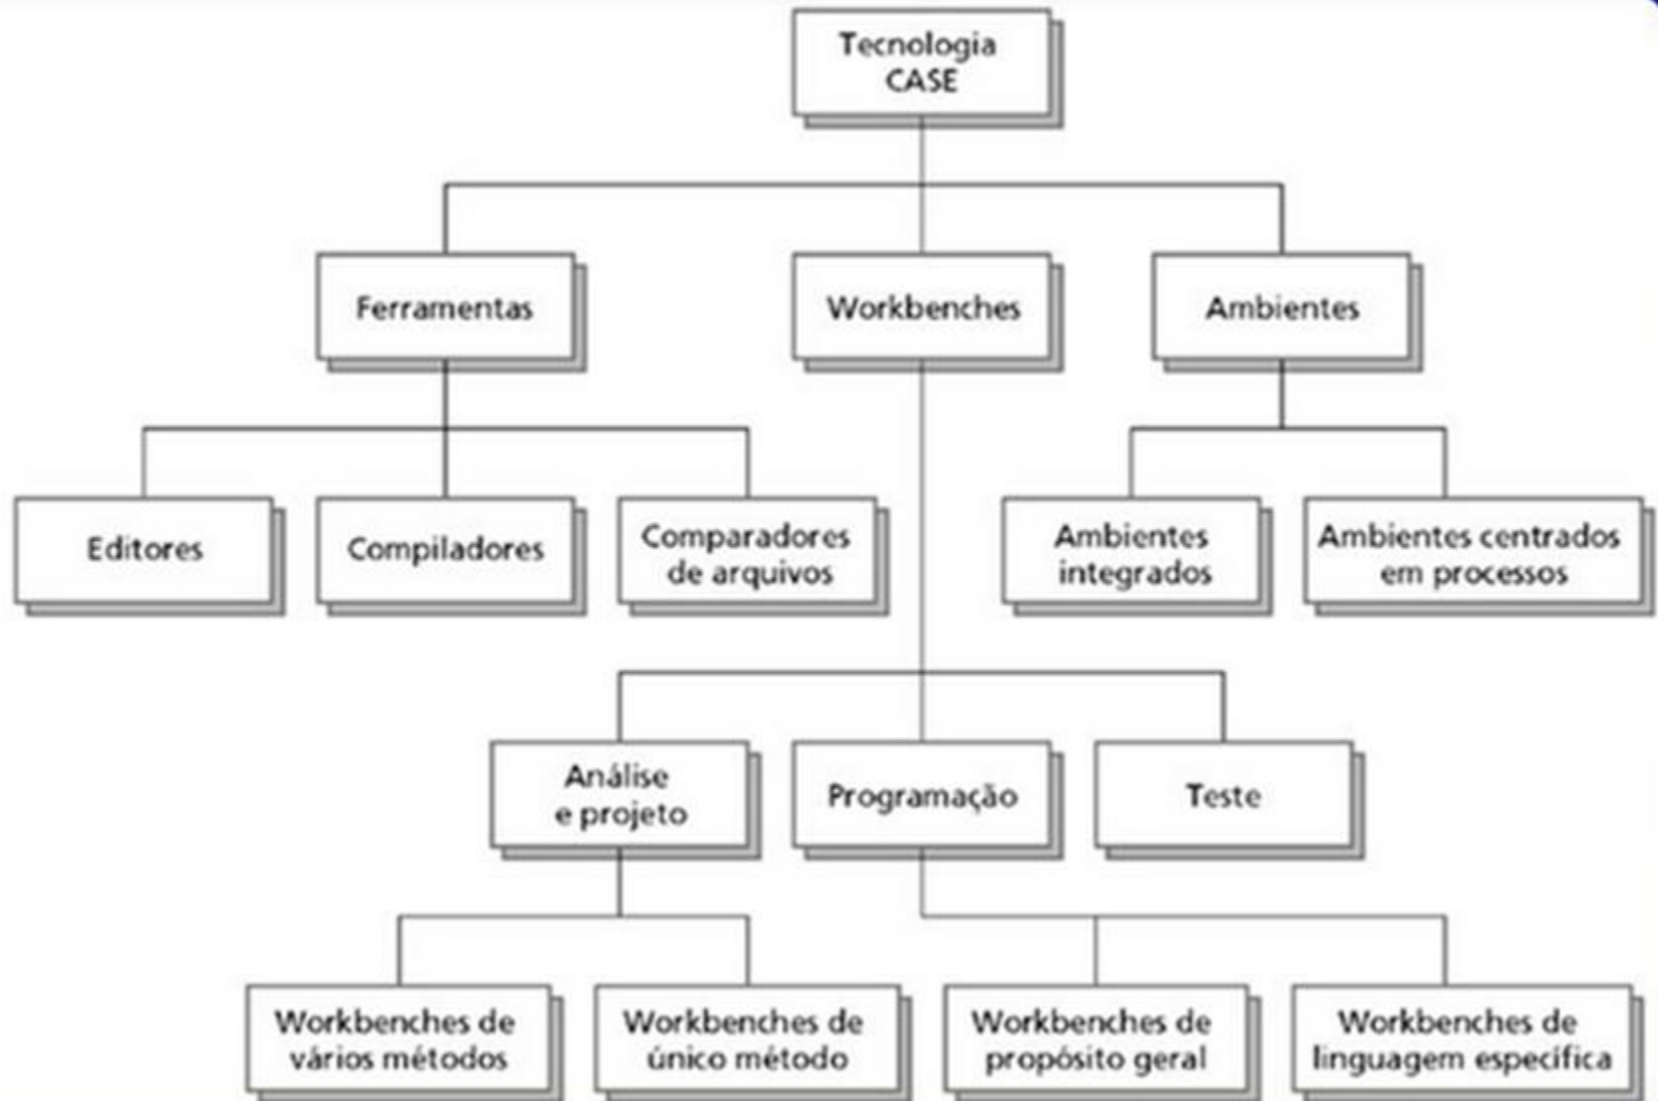 Tecnologia
CASE
Ferramentas
Workbenches
Ambientes
Editores
Compiladores
Comparadores
de arquivos
Ambientes
integrados
Ambientes centrados
em processos
Análise
e projeto
Programação
Teste
Workbenches de
vários métodos
Workbenches de
único método
Workbenches de
propósito geral
Workbenches de
linguagem específica